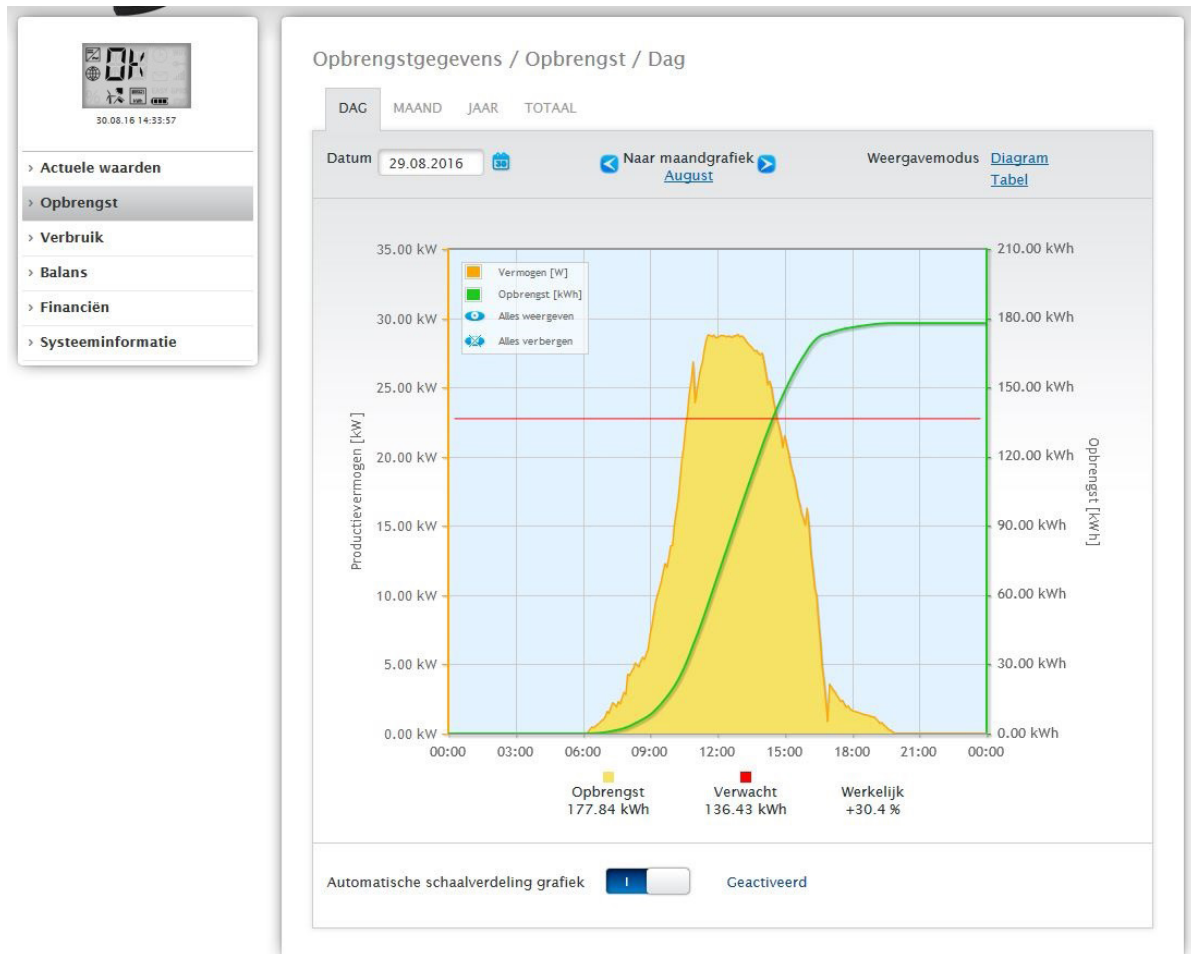 OK
30.08.16 14:33:57
› Actuele waarden
› Opbrengst
› Verbruik
› Balans
› Financiën
› Systeeminformatie
Opbrengstgegevens / Opbrengst / Dag
DAG MAAND JAAR TOTAAL
Datum 29.08.2016 Naar maandgrafiek Weergavemodus Diagram
August Tabel
35.00 kW
30.00 kW
25.00 kW
20.00 kW
15.00 kW
10.00 kW
5.00 kW
0.00 kW
Productievermogen [kW]
Vermogen [W]
Opbrengst [kWh]
Alles weergeven
Alles verbergen
210.00 kWh
180.00 kWh
150.00 kWh
120.00 kWh
90.00 kWh
60.00 kWh
30.00 kWh
0.00 kWh
Opbrengst [kWh]
00:00 03:00 06:00 09:00 12:00 15:00 18:00 21:00 00:00
Opbrengst Verwacht Werkelijk
177.84 kWh 136.43 kWh +30.4 %
Automatische schaalverdeling grafiek I Geactiveerd